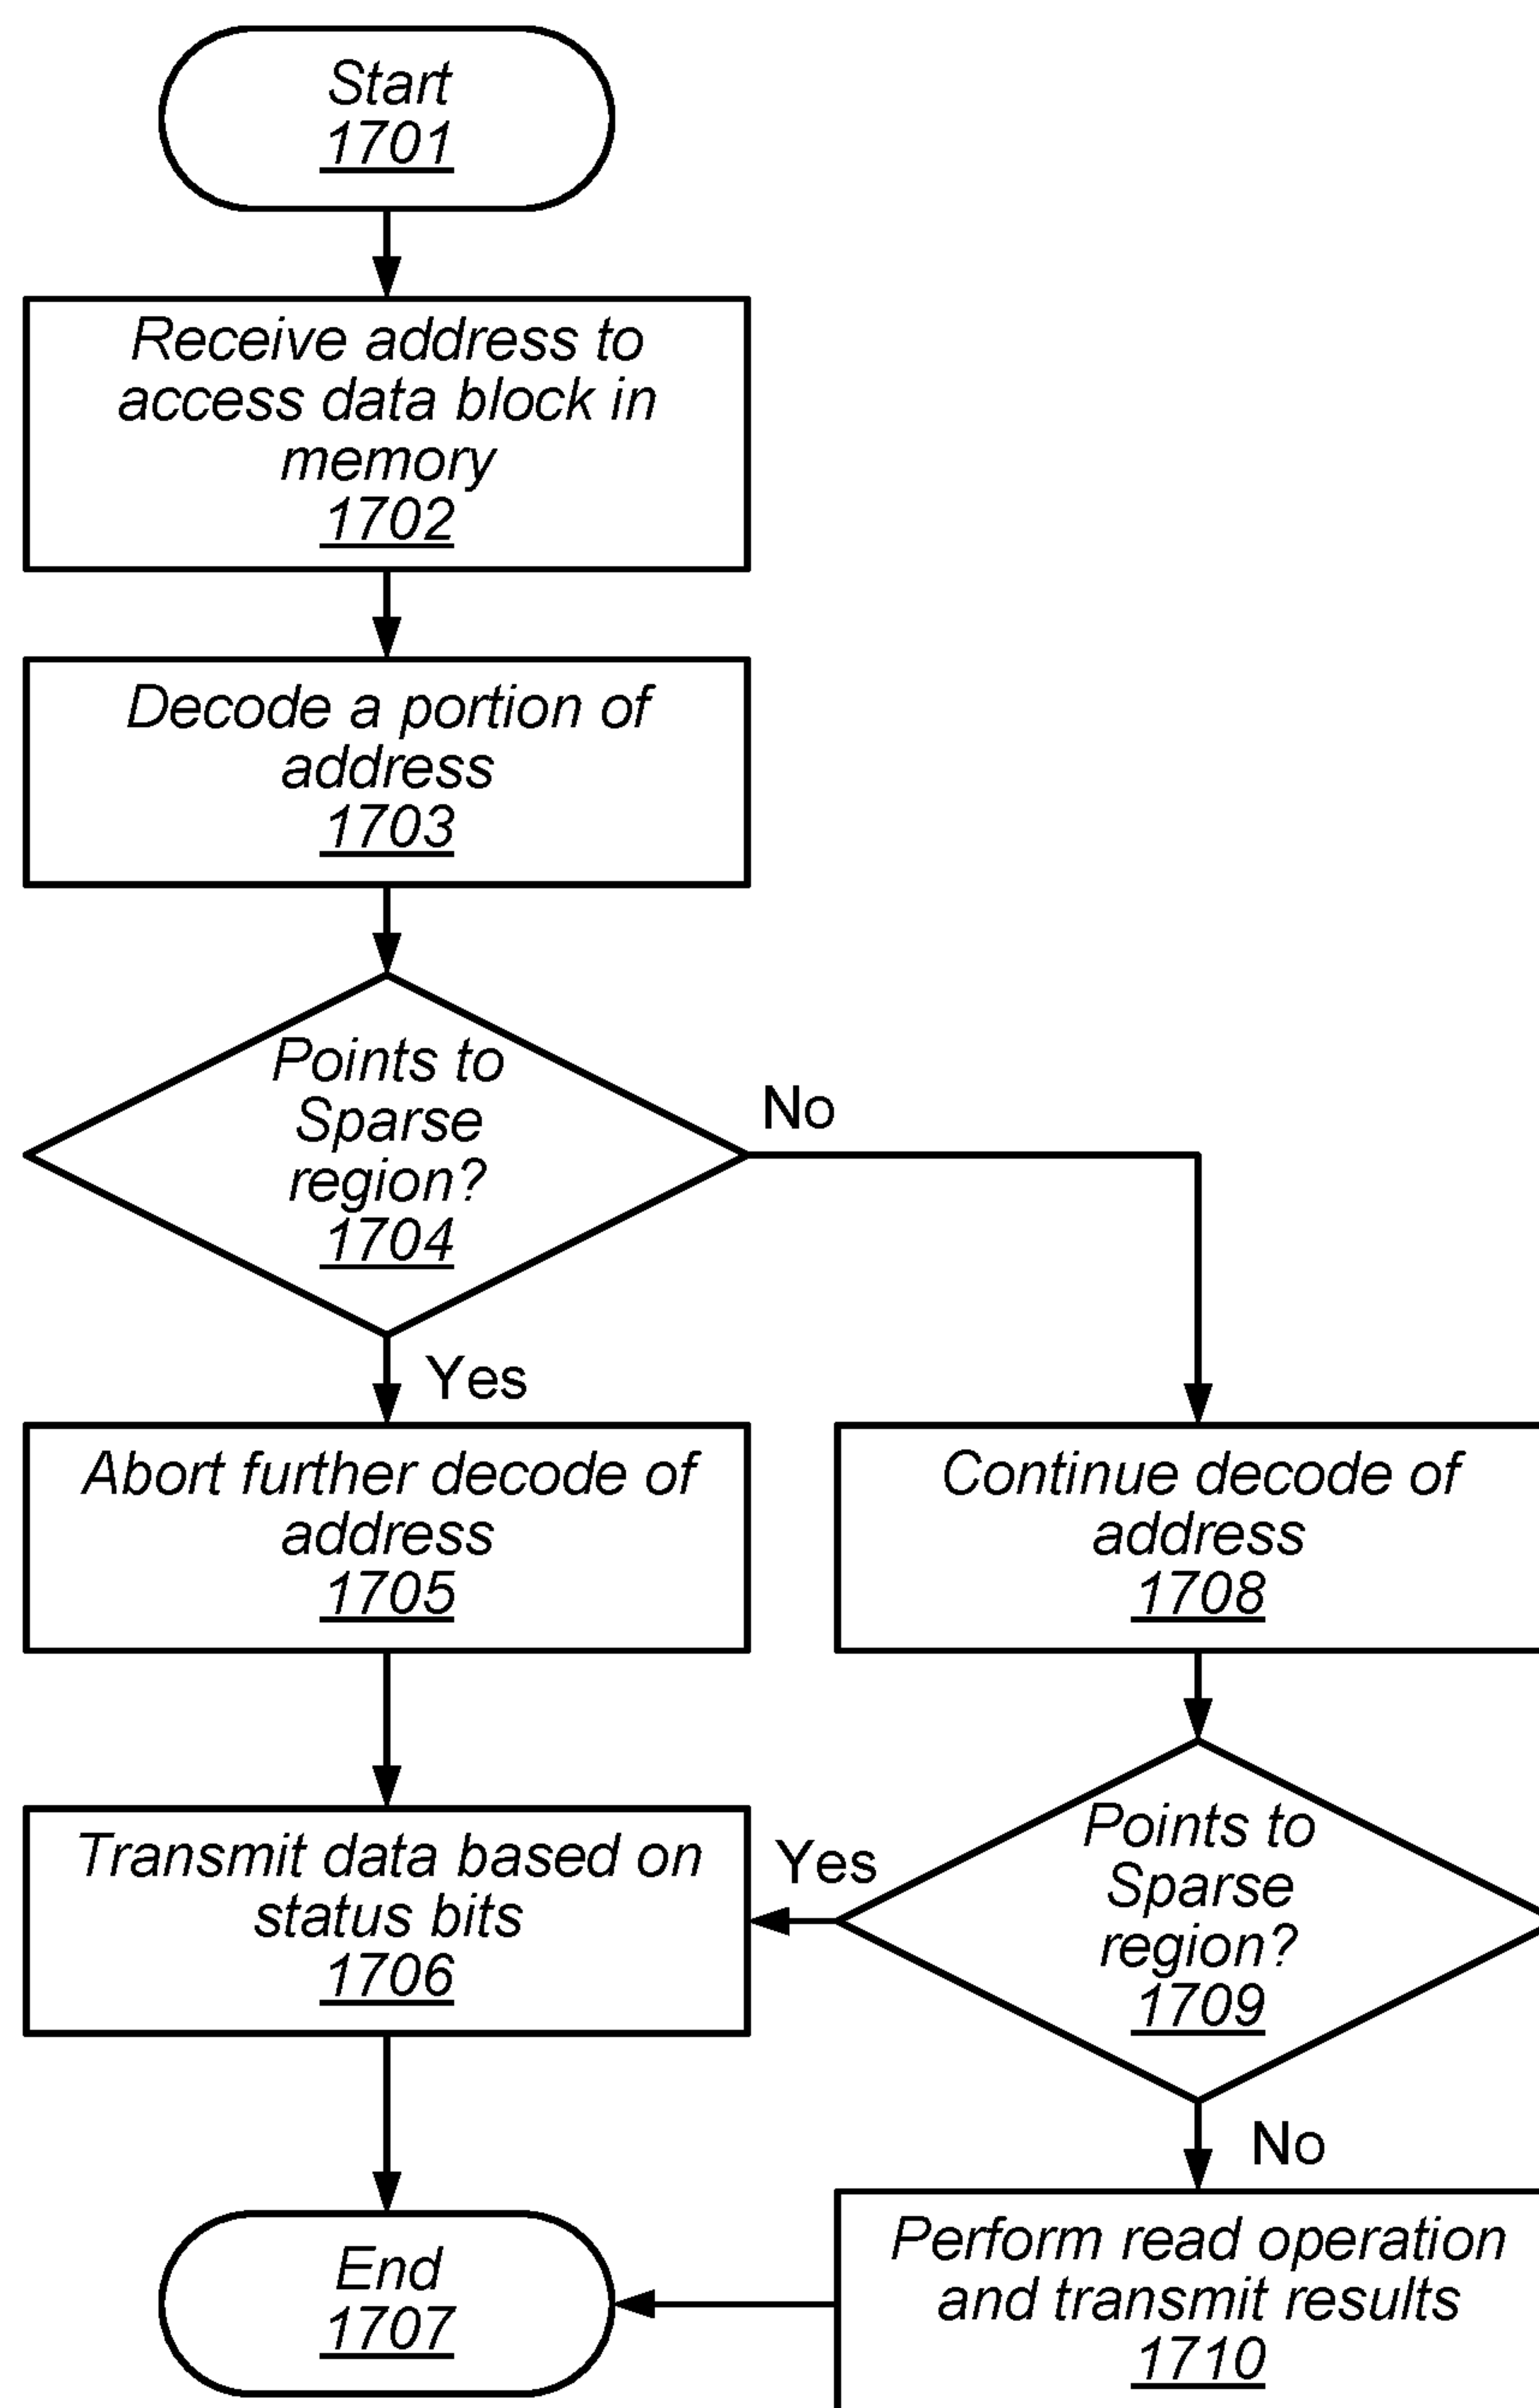 Start
1701
Receive address to
access data block in
memory
1702
Decode a portion of
address
1703
Points to
Sparse
region?
1704
No
Yes
Abort further decode of
address
1705
Continue decode of
address
1708
Transmit data based on
status bits
1706
Yes
Points to
Sparse
region?
1709
No
End
1707
Perform read operation
and transmit results
1710